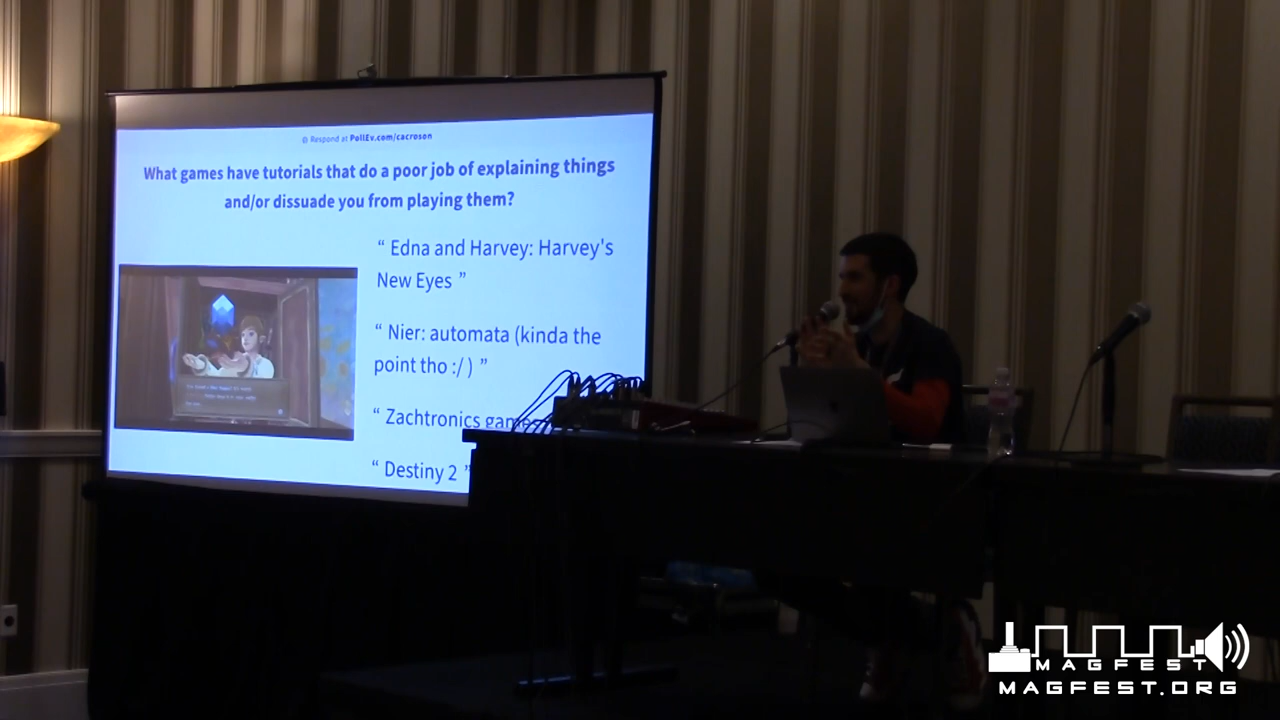 Respond at PollEv.com/cacroson
What games have tutorials that do a poor job of explaining things
and/or dissuade you from playing them?
“ Edna and Harvey: Harvey's
New Eyes ”
“ Nier: automata (kinda the
point tho :/ ) ”
“ Zachtronics game
“ Destiny 2 ”
MAGFEST
MAGFEST.ORG